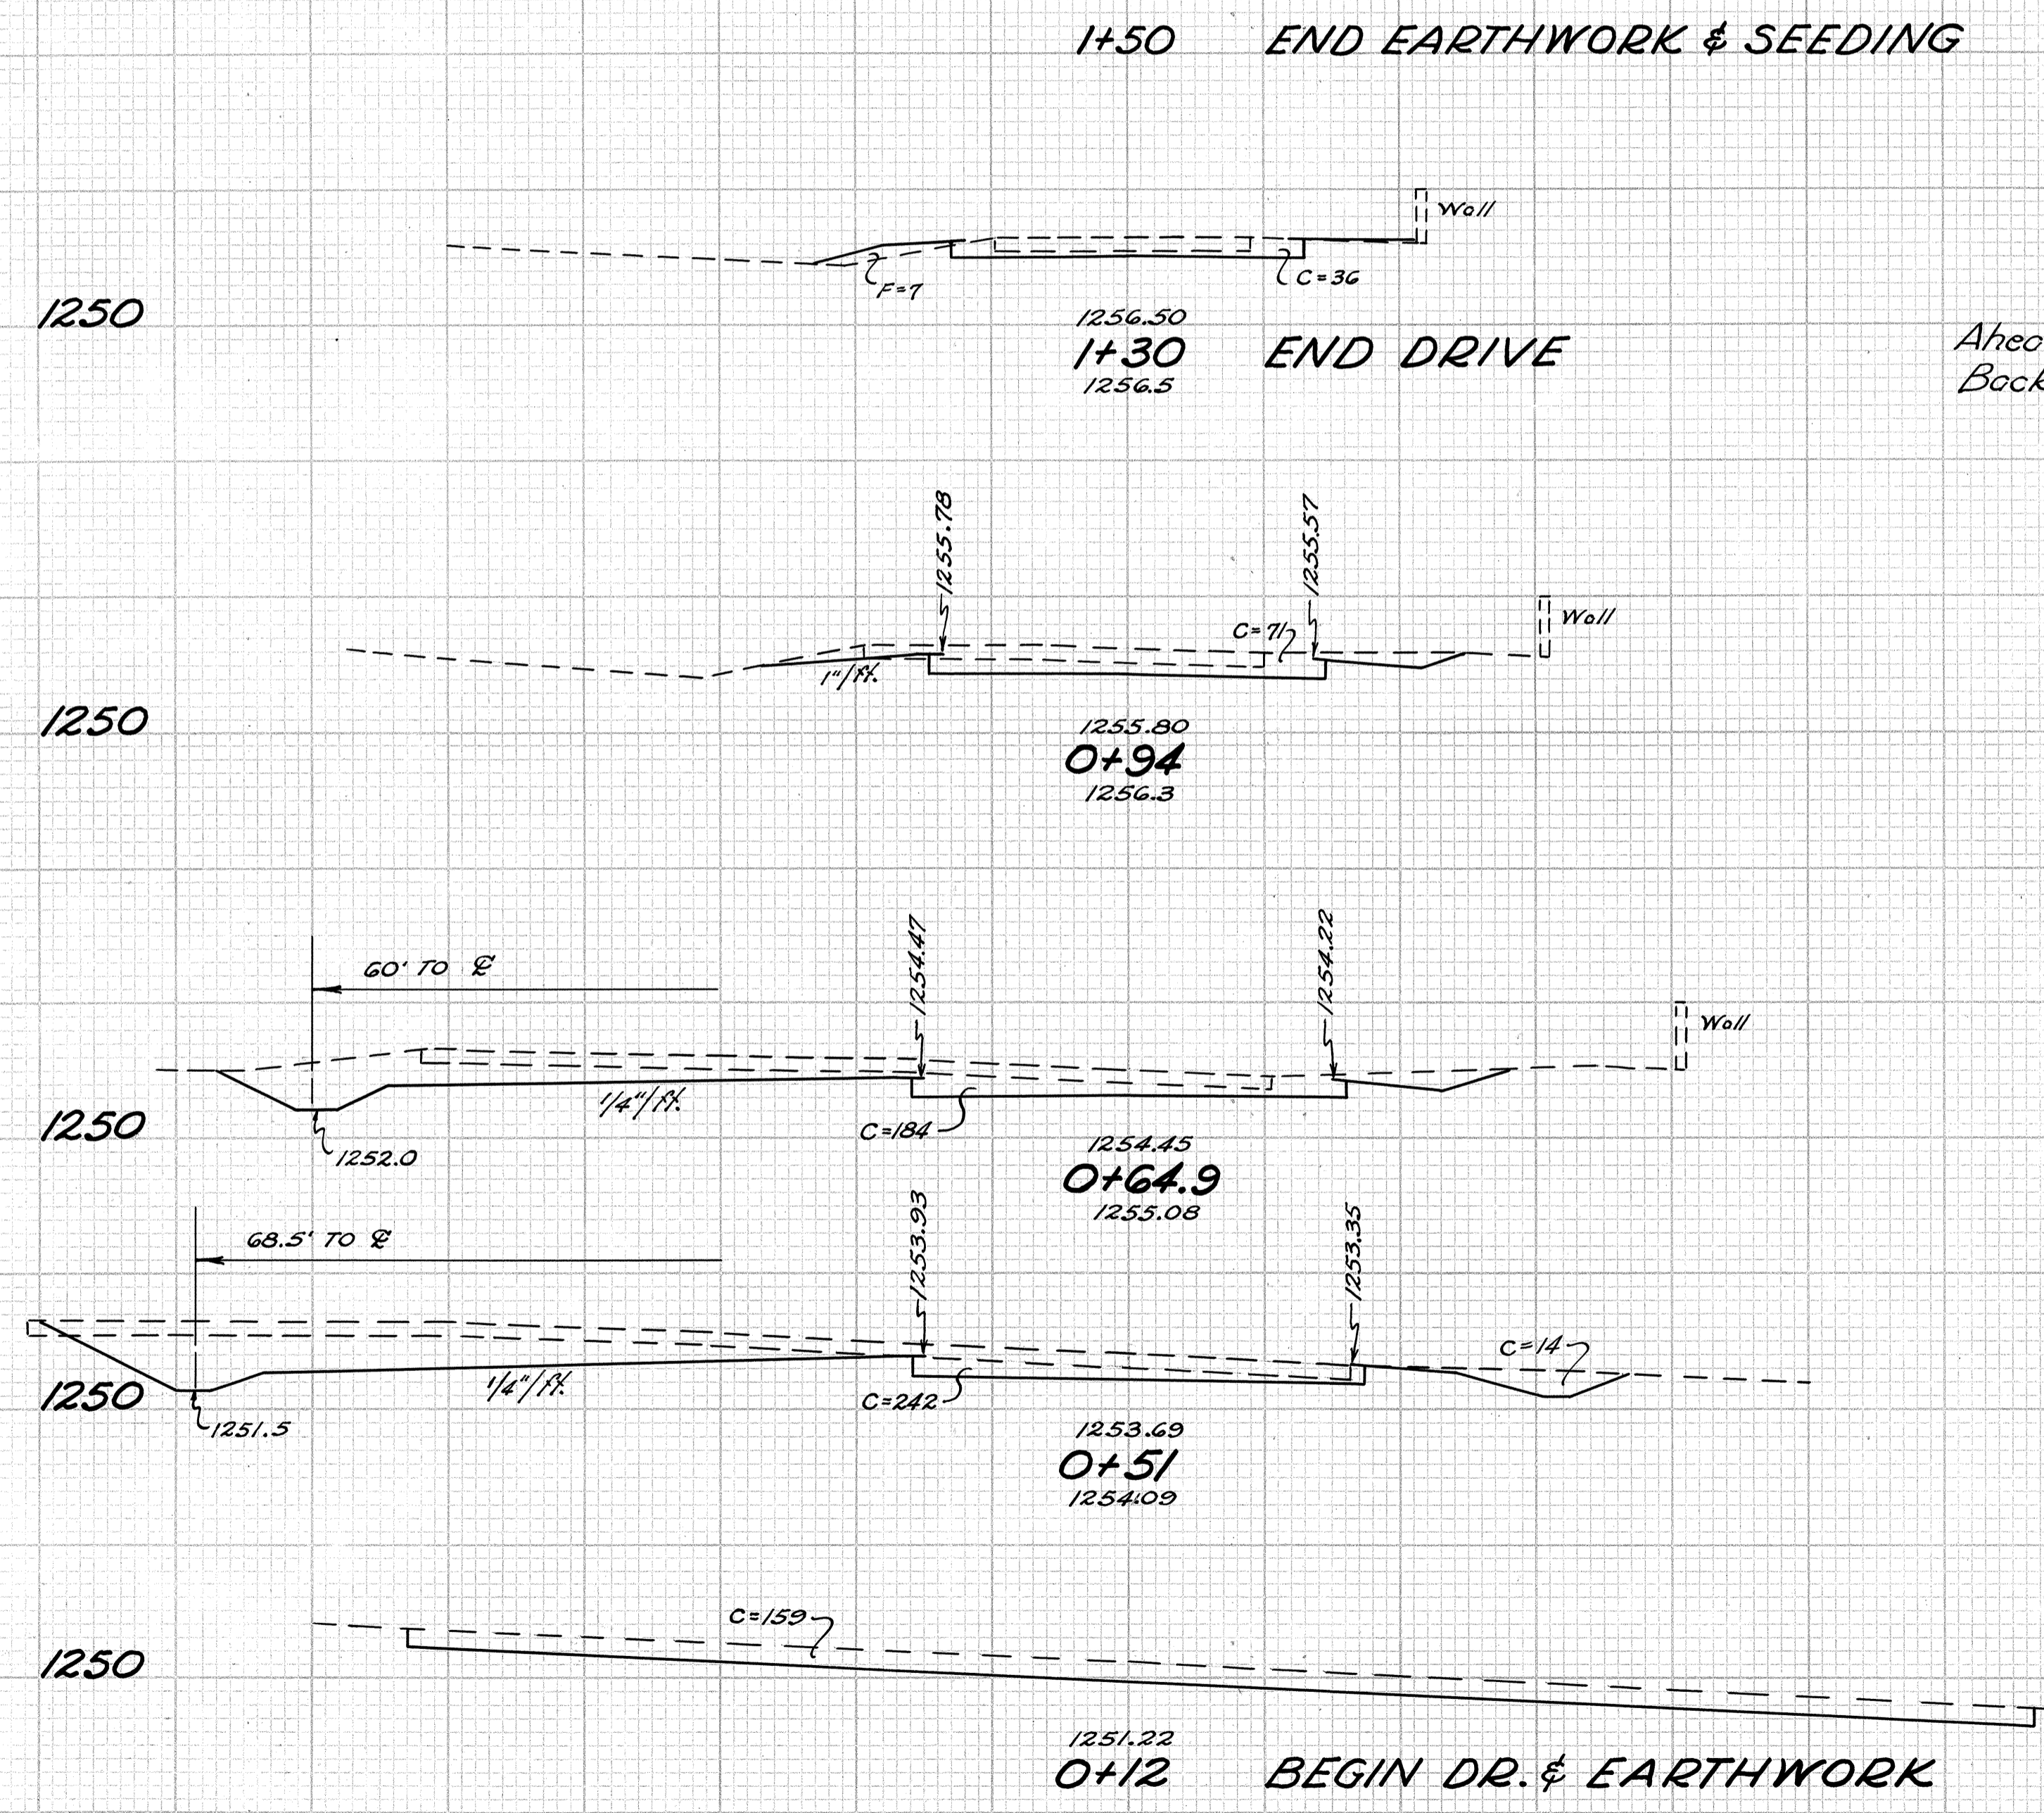 1+50 END EARTHWORK & SEEDING
Wall
F=7
C=36
1250
1256.50
1+30 END DRIVE
1256.5
Ahea
Back
1255.78
1255.57
C=71
Wall
1"/ft.
1250
1255.80
0+94
1256.3
1254.47
1254.22
60' TO ℄
Wall
1/4"/ft.
1250
C=184
1252.0
1254.45
0+64.9
1255.08
1253.93
1253.35
68.5' TO ℄
C=14
1/4"/ft.
1250
C=242
1251.5
1253.69
0+51
1254.09
C=159
1250
1251.22
0+12 BEGIN DR. & EARTHWORK